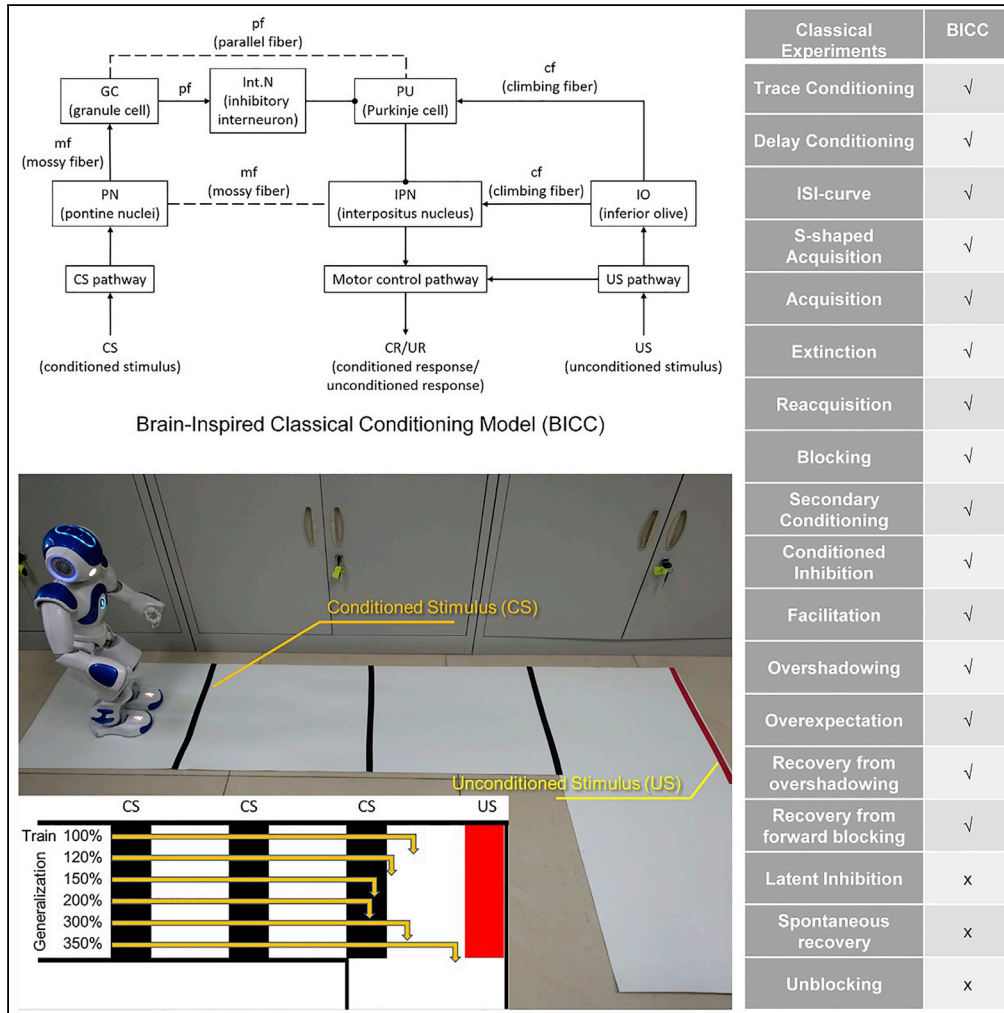 pf
(parallel fiber)
GC
(granule cell)
pf
Int.N
(inhibitory
interneuron)
PU
(Purkinje cell)
cf
(climbing fiber)
mf
(mossy fiber)
mf
(mossy fiber)
cf
(climbing fiber)
PN
(pontine nuclei)
IPN
(interpositus nucleus)
IO
(inferior olive)
CS pathway
Motor control pathway
US pathway
CS
(conditioned stimulus)
CR/UR
(conditioned response/
unconditioned response)
US
(unconditioned stimulus)
Brain-Inspired Classical Conditioning Model (BICC)
Conditioned Stimulus (CS)
Unconditioned Stimulus (US)
CS CS CS US
Train 100%
Generalization
120%
150%
200%
300%
350%
Classical
Experiments
BICC
Trace Conditioning √
Delay Conditioning √
ISI-curve √
S-shaped
Acquisition √
Acquisition √
Extinction √
Reacquisition √
Blocking √
Secondary
Conditioning √
Conditioned
Inhibition √
Facilitation √
Overshadowing √
Overexpectation √
Recovery from
overshadowing √
Recovery from
forward blocking √
Latent Inhibition x
Spontaneous
recovery x
Unblocking x